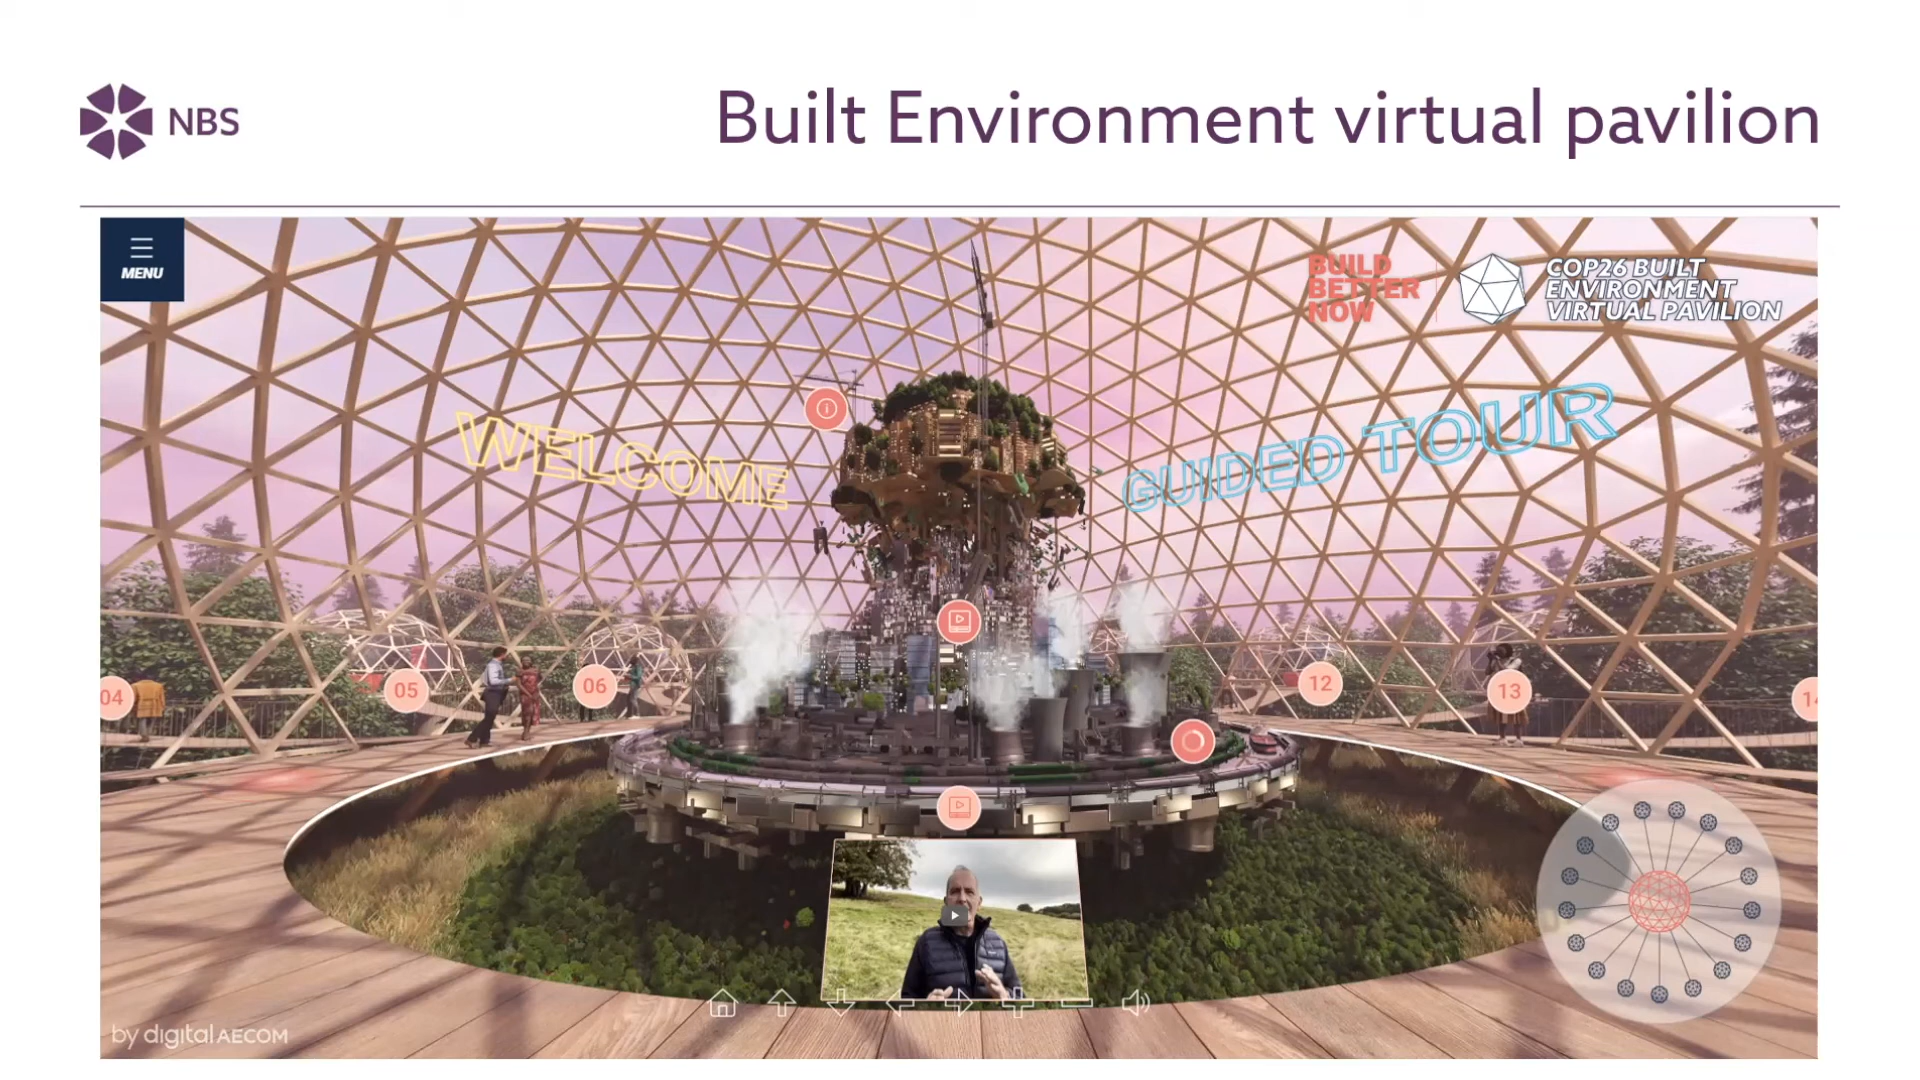 NBS
Built Environment virtual pavilion
MENU
BUILD
BETTER
NOW
COP26 BUILT
ENVIRONMENT
VIRTUAL PAVILION
WELCOME
GUIDED TOUR
04
05
06
12
13
14
by digital AECOM